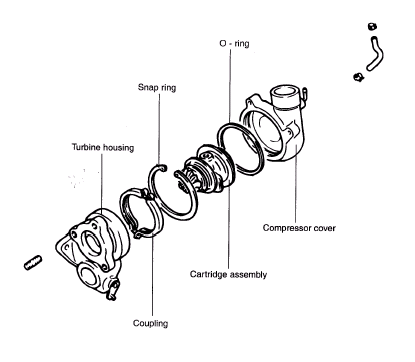 O - ring
Snap ring
Turbine housing
Compressor cover
Cartridge assembly
Coupling